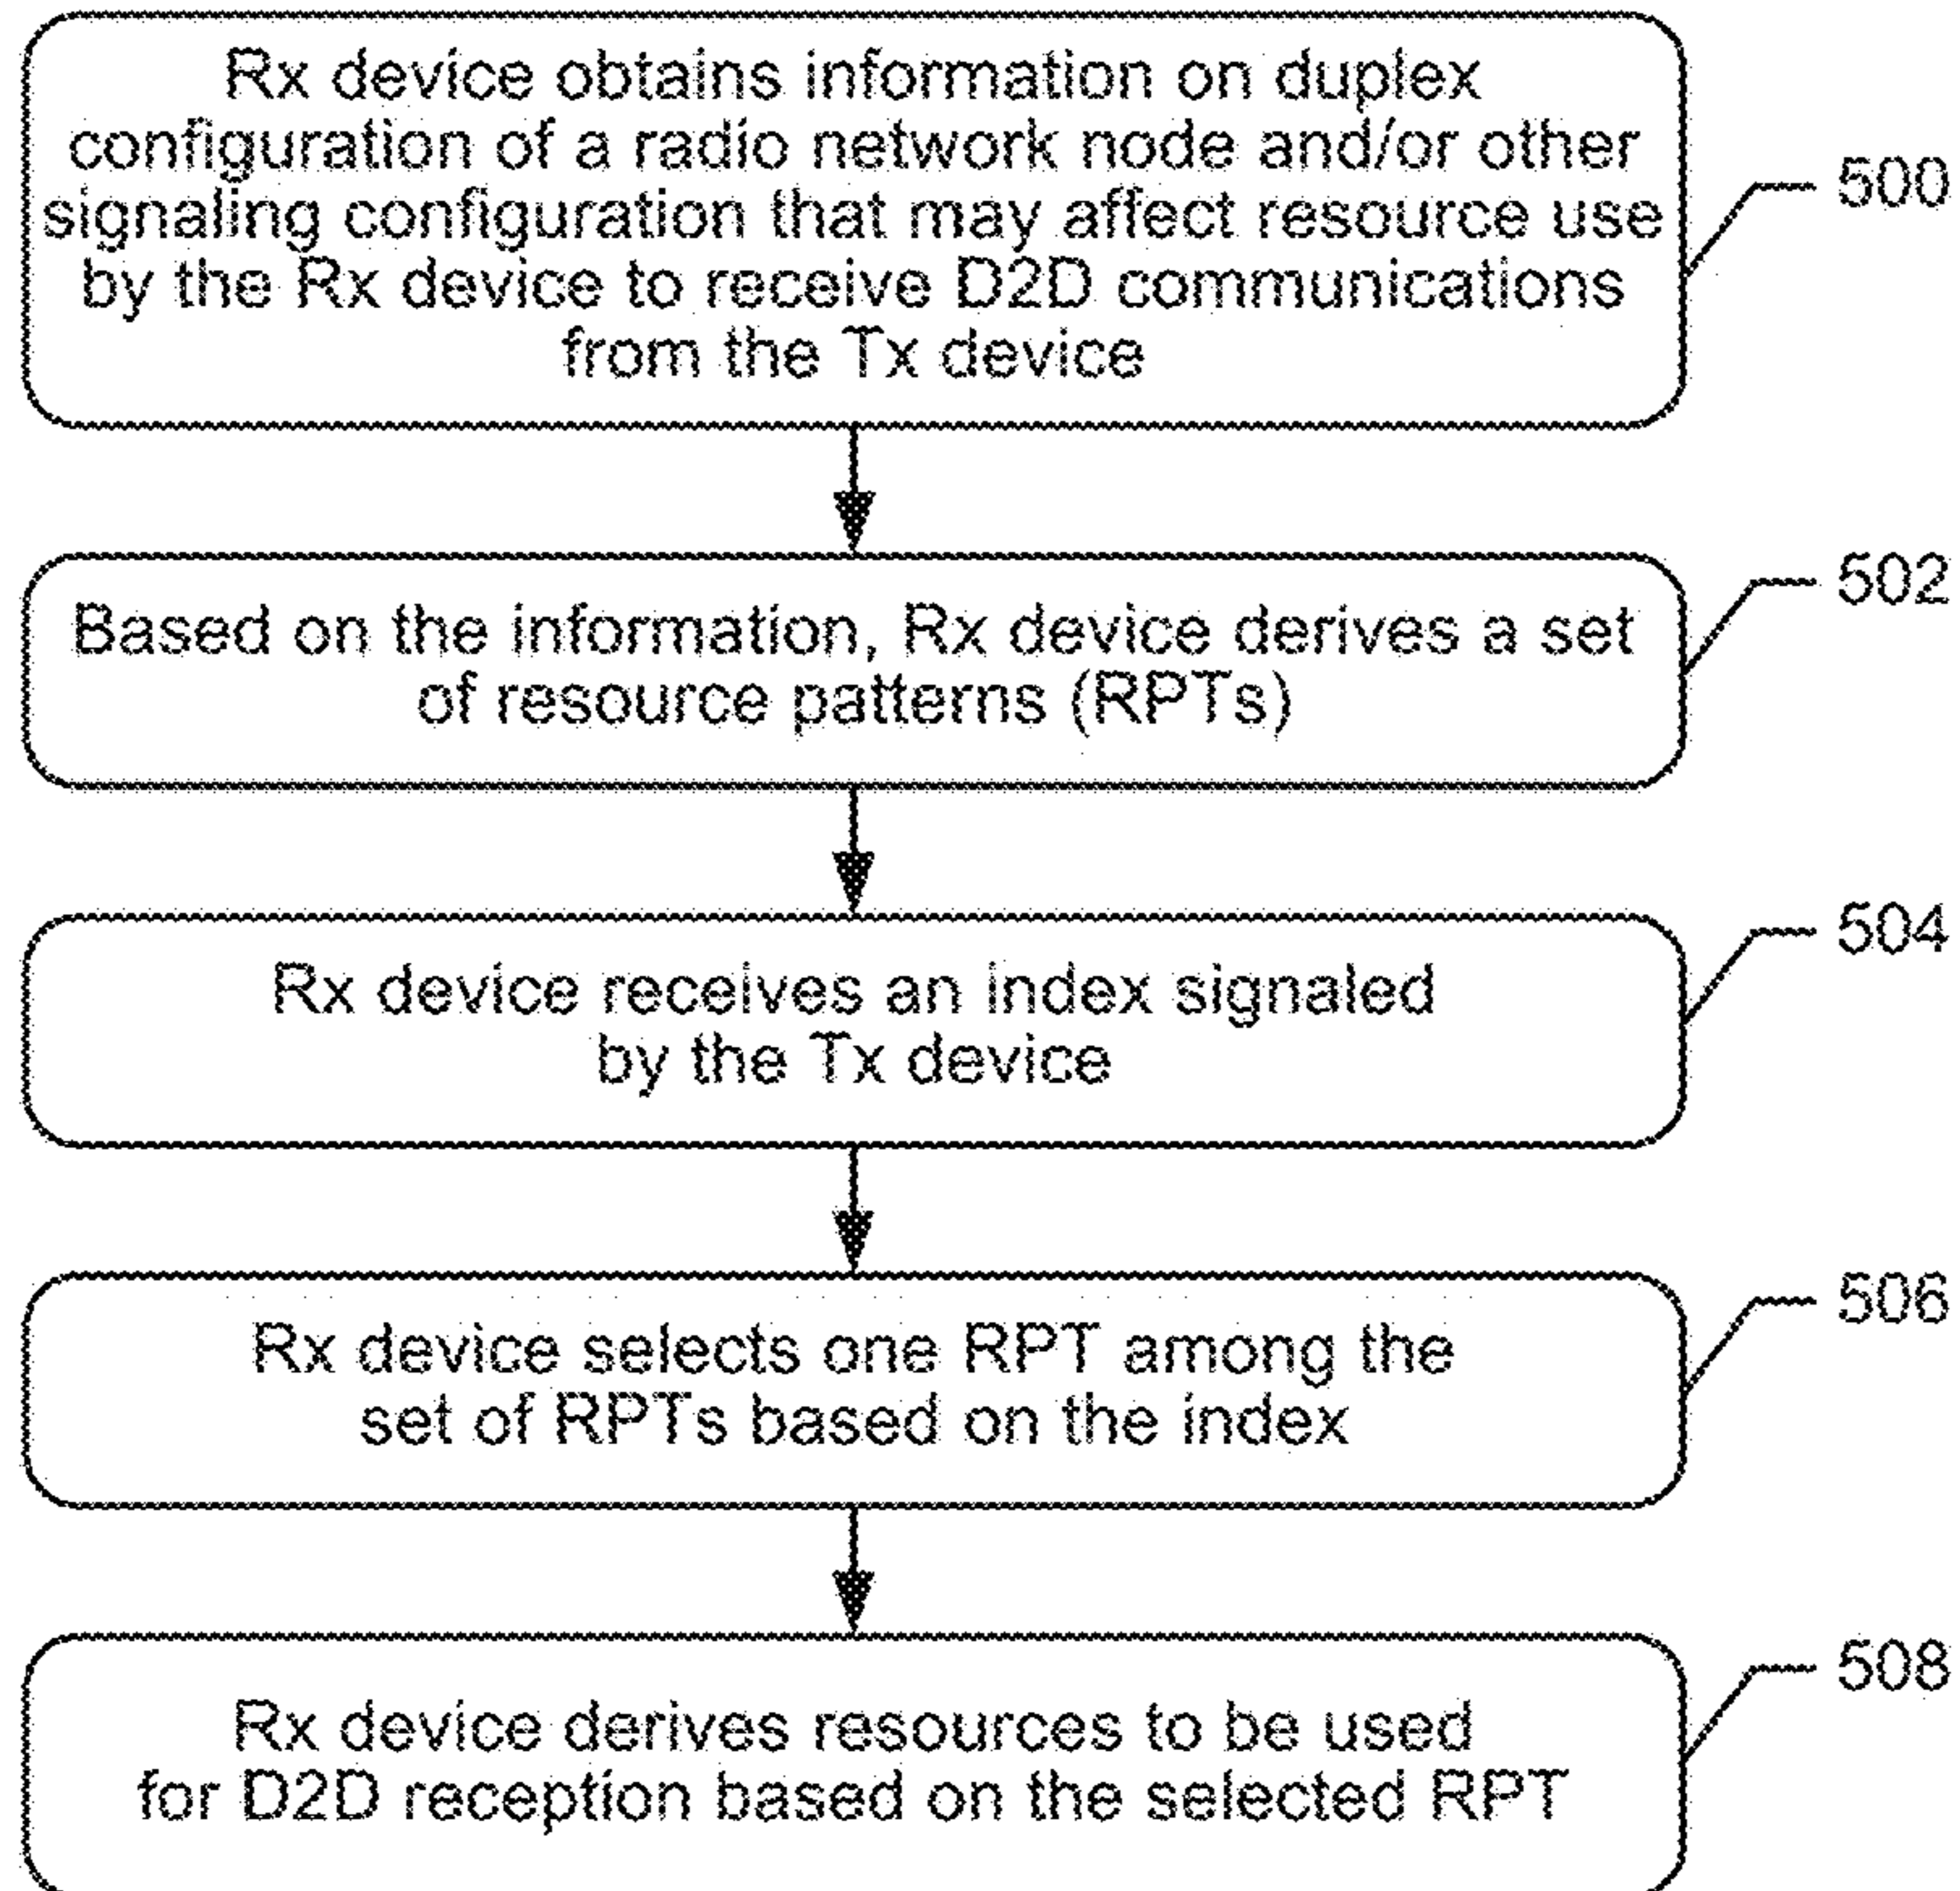 Rx device obtains information on duplex
configuration of a radio network node and/or other
signaling configuration that may affect resource use
by the Rx device to receive D2D communications
from the Tx device
500
Based on the information, Rx device derives a set
of resource patterns (RPTs)
502
Rx device receives an index signaled
by the Tx device
504
Rx device selects one RPT among the
set of RPTs based on the index
506
Rx device derives resources to be used
for D2D reception based on the selected RPT
508